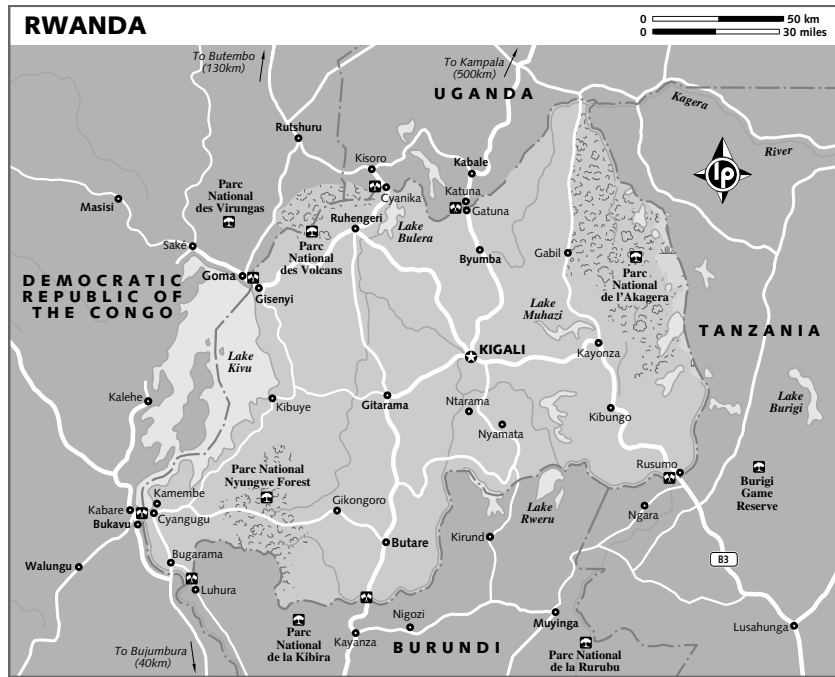 RWANDA
0 50 km
0 30 miles
To Butembo
(130km)
To Kampala
(500km)
UGANDA
Kagera
River
lp
Rutshuru
Kisoro
Kabale
Parc
National
des Virungas
Cyanika
Katuna
Gatuna
Masisi
Ruhengeri
Lake
Bulera
Saké
Parc
National
des Volcans
Byumba
Gabil
Parc
National
de l'Akagera
Goma
Gisenyi
DEMOCRATIC
REPUBLIC OF
THE CONGO
Lake
Muhazi
TANZANIA
Lake
Kivu
KIGALI
Kayonza
Kalehe
Kibuye
Gitarama
Ntarama
Nyamata
Kibungo
Lake
Burigi
Parc National
Nyungwe Forest
Rusumo
Burigi
Game
Reserve
Kamembe
Kabare
Cyangugu
Bukavu
Gikongoro
Lake
Rweru
Ngara
Butare
Kirund
Bugarama
Walungu
Luhura
B3
Nigozi
Muyinga
Lusahunga
Parc
National
de la Kibira
Kayanza
BURUNDI
Parc National
de la Rurubu
To Bujumbura
(40km)